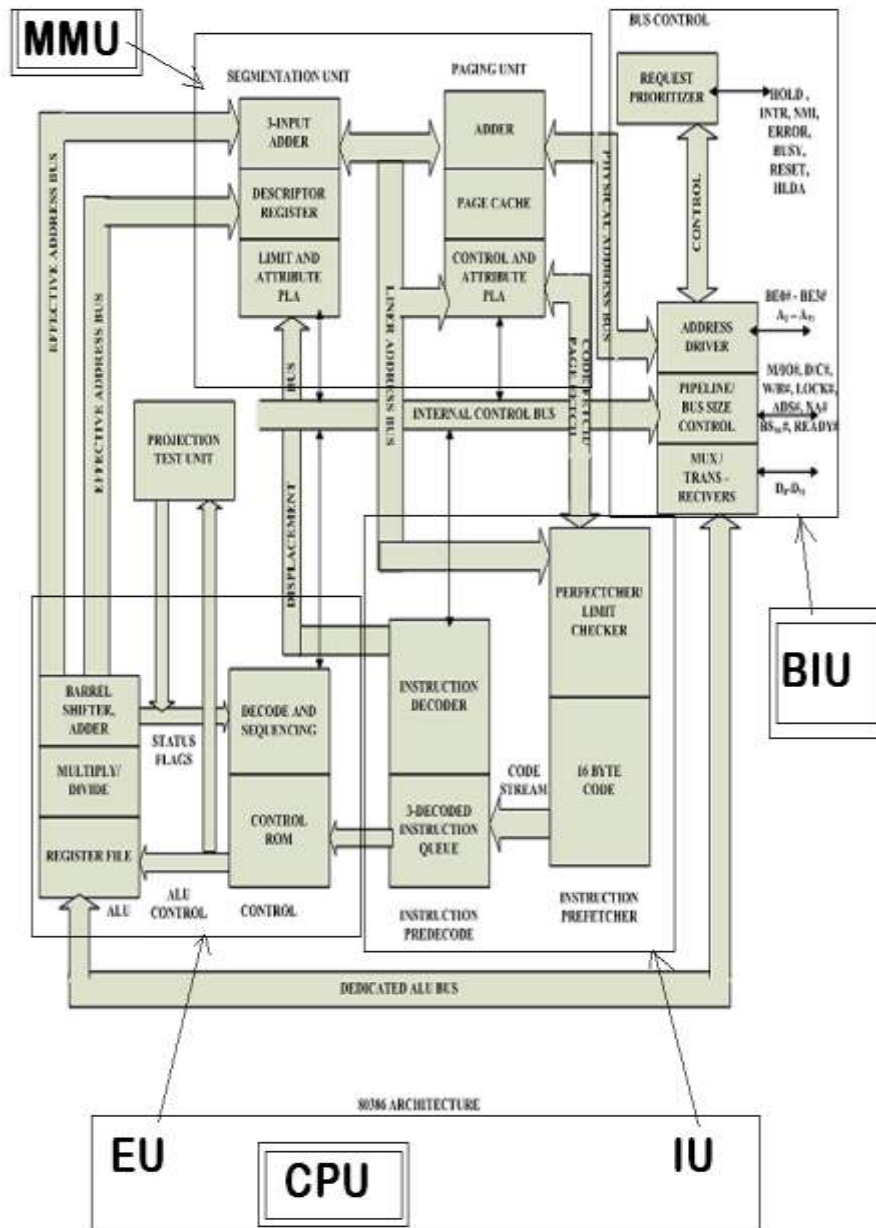 MMU
SEGMENTATION UNIT
3-INPUT
ADDER
DESCRIPTOR
REGISTER
LIMIT AND
ATTRIBUTE
PLA
PAGING UNIT
ADDER
PAGE CACHE
CONTROL AND
ATTRIBUTE
PLA
BUS CONTROL
REQUEST
PRIORITIZER
HOLD ,
INTR, NMI,
ERROR,
BUSY,
RESET,
HLDA
CONTROL
PHYSICAL ADDRESS BUS
ADDRESS
DRIVER
PIPELINE/
BUS SIZE
CONTROL
MUX /
TRANS -
RECIVERS
BE0# - BE3#
M/IO#, D/C#,
W/R#, LOCK#,
ADS#, NA#
READY#
EFFECTIVE ADDRESS BUS
EFFECTIVE ADDRESS BUS
LINER ADDRESS BUS
DISPLACEMENT BUS
INTERNAL CONTROL BUS
PROJECTION
TEST UNIT
PERFECTCHER/
LIMIT
CHECKER
16 BYTE
CODE
INSTRUCTION
PREFETCHER
CODE
STREAM
INSTRUCTION
DECODER
3-DECODED
INSTRUCTION
QUEUE
INSTRUCTION
PREDECODE
BARREL
SHIFTER,
ADDER
MULTIPLY/
DIVIDE
REGISTER FILE
ALU
STATUS
FLAGS
ALU
CONTROL
DECODE AND
SEQUENCING
CONTROL
ROM
CONTROL
DEDICATED ALU BUS
BIU
80386 ARCHITECTURE
EU
CPU
IU